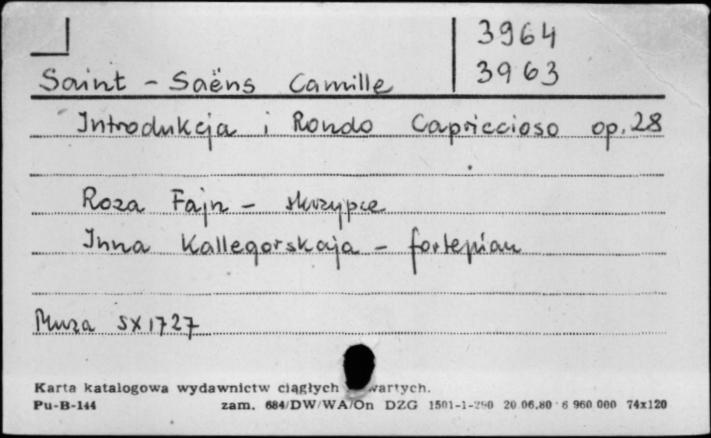 3964
Saint - Saëns Camille 3963
Introdukcja i Rondo Capriccioso op. 28
Roza Fajn - skrzypce
Inna Kallegorskaja - fortepian
Muza SX 1727
Karta katalogowa wydawnictw ciągłych
Pu-B-144 zam. 684/DW/WA/On DZG 1501-1- 20.06.80 6 960 000 74x120